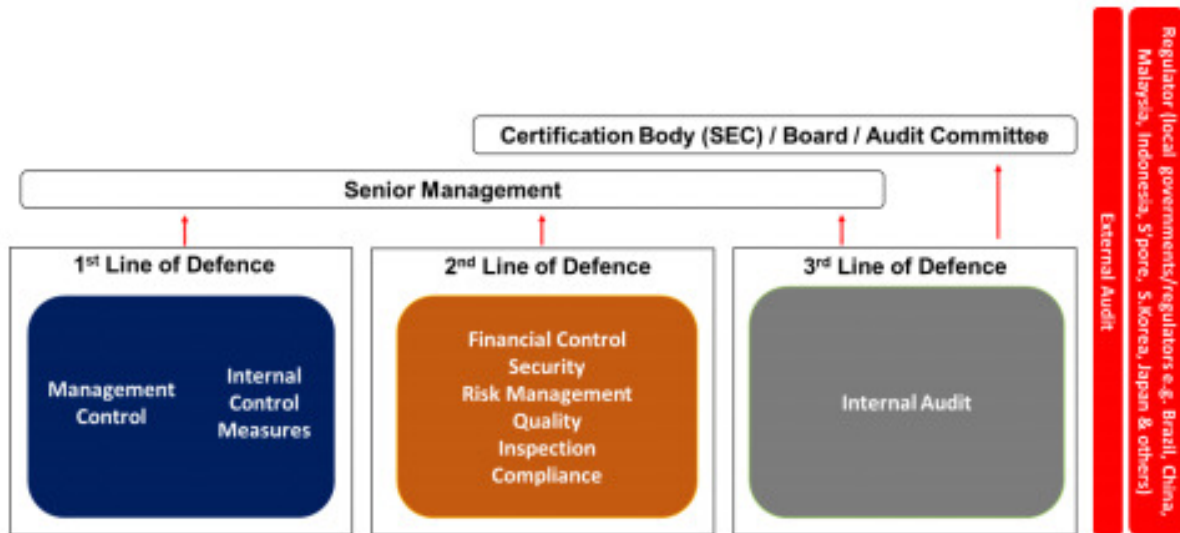 Certification Body (SEC) / Board / Audit Committee
Senior Management
1st Line of Defence
Management
Control
Internal
Control
Measures
2nd Line of Defence
Financial Control
Security
Risk Management
Quality
Inspection
Compliance
3rd Line of Defence
Internal Audit
External Audit
Regulator (local governments/regulators e.g. Brazil, China,
Malaysia, Indonesia, S'pore, S.Korea, Japan & others)